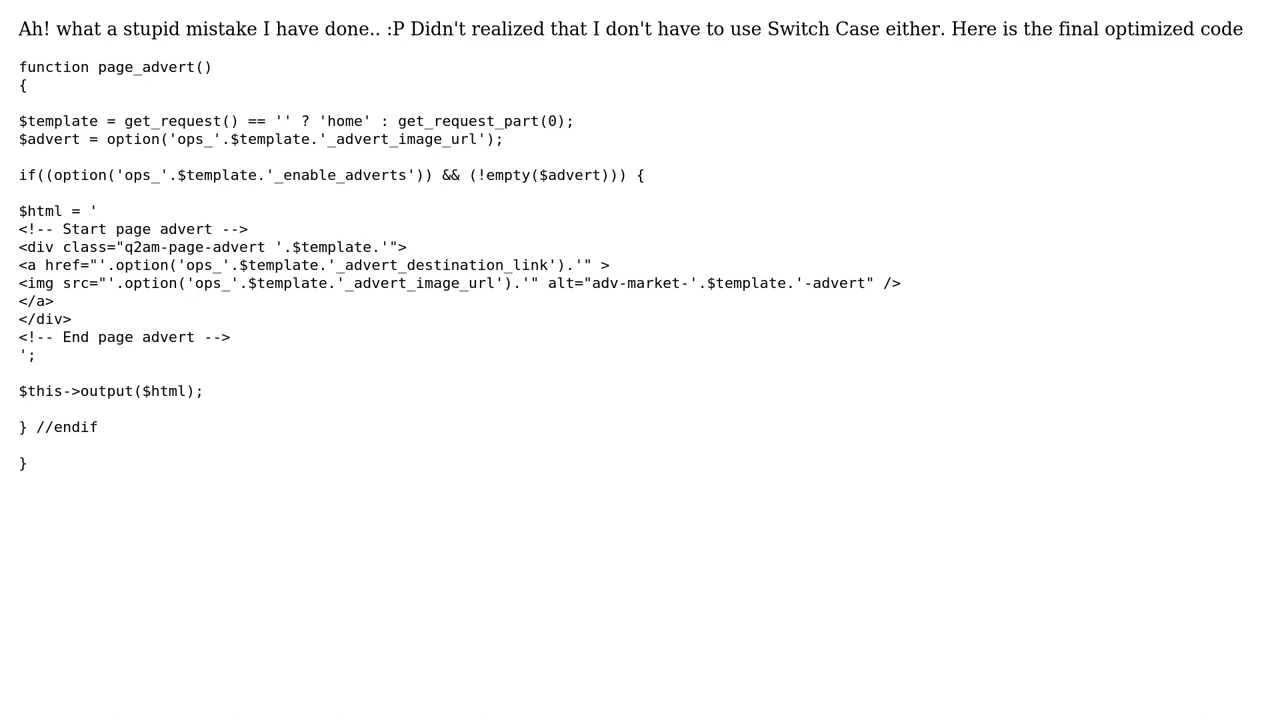 Ah! what a stupid mistake I have done.. :P Didn't realized that I don't have to use Switch Case either. Here is the final optimized code
function page_advert()
{
$template = get_request() == '' ? 'home' : get_request_part(0);
$advert = option('ops_'.$template.'_advert_image_url');
if((option('ops_'.$template.'_enable_adverts')) && (!empty($advert))) {
$html = '
<!-- Start page advert -->
<div class="q2am-page-advert '.$template.'">
<a href="'.option('ops_'.$template.'_advert_destination_link').'" >
<img src="'.option('ops_'.$template.'_advert_image_url').'" alt="adv-market-'.$template.'-advert" />
</a>
</div>
<!-- End page advert -->
';
$this->output($html);
} //endif
}